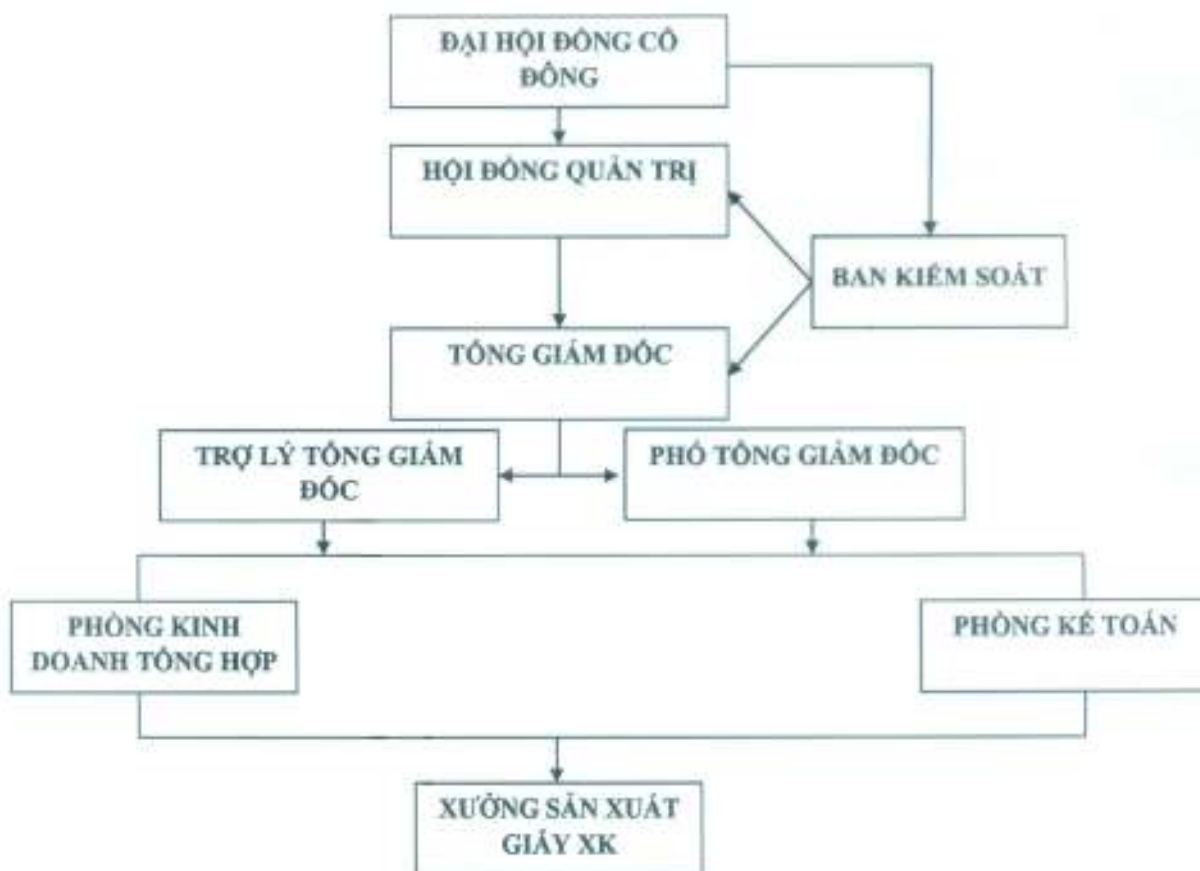 ĐẠI HỘI ĐỒNG CỔ
ĐÔNG
HỘI ĐỒNG QUẢN TRỊ
BAN KIỂM SOÁT
TỔNG GIÁM ĐỐC
TRỢ LÝ TỔNG GIÁM
ĐỐC
PHÓ TỔNG GIÁM ĐỐC
PHÒNG KINH
DOANH TỔNG HỢP
PHÒNG KẾ TOÁN
XƯỞNG SẢN XUẤT
GIẤY XK